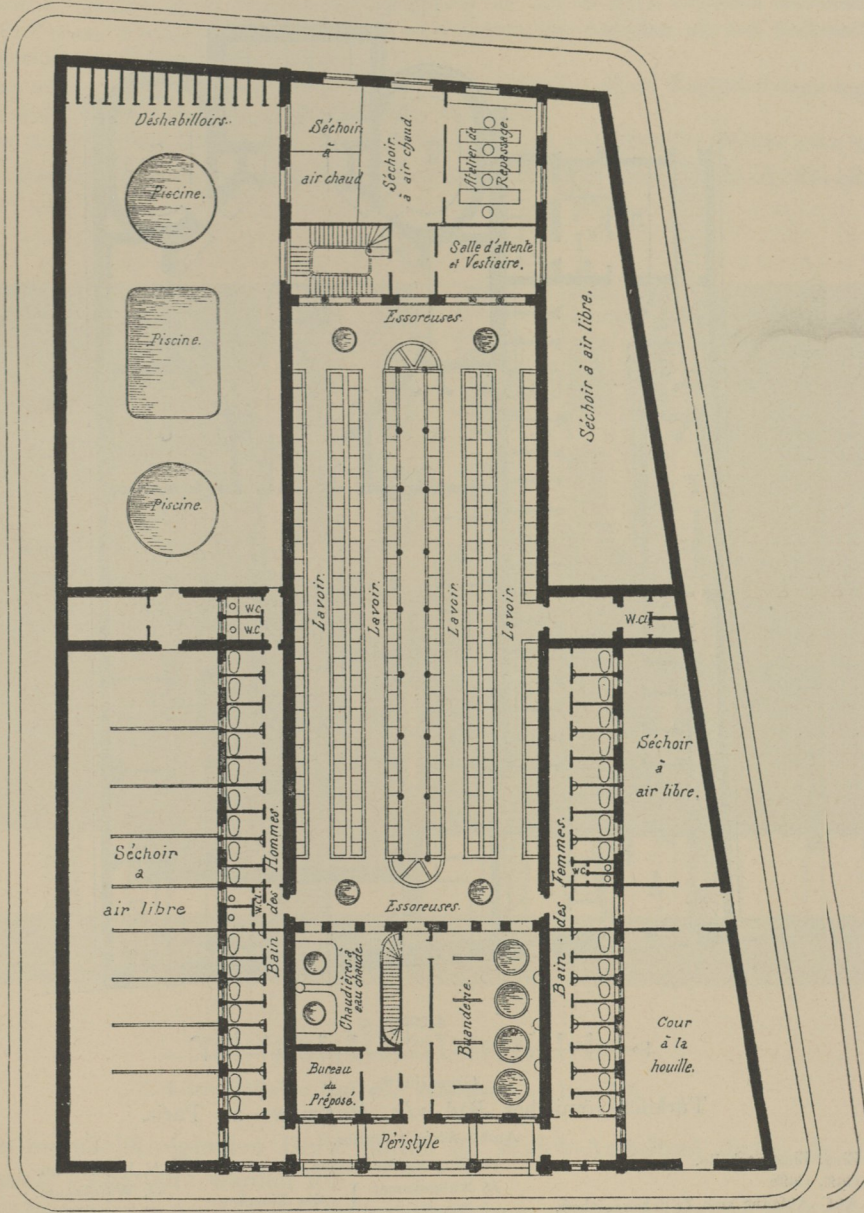 Déshabilloirs.
Séchoir
à
air chaud
Séchoir
à air chaud.
Atelier de
Repassage.
Piscine.
Salle d'attente
et Vestiaire.
Essoreuses.
Piscine.
Séchoir à air libre.
Piscine.
Lavoir.
Lavoir.
Lavoir.
Lavoir.
W.C.
W.C.
W.C.
Séchoir
à
air libre.
Séchoir
à
air libre
Bain des Hommes.
W.C.
Bain des Femmes.
W.C.
Essoreuses.
Chaudières à
eau chaude.
Buanderie.
Cour
à la
houille.
Bureau
du
Préposé.
Péristyle